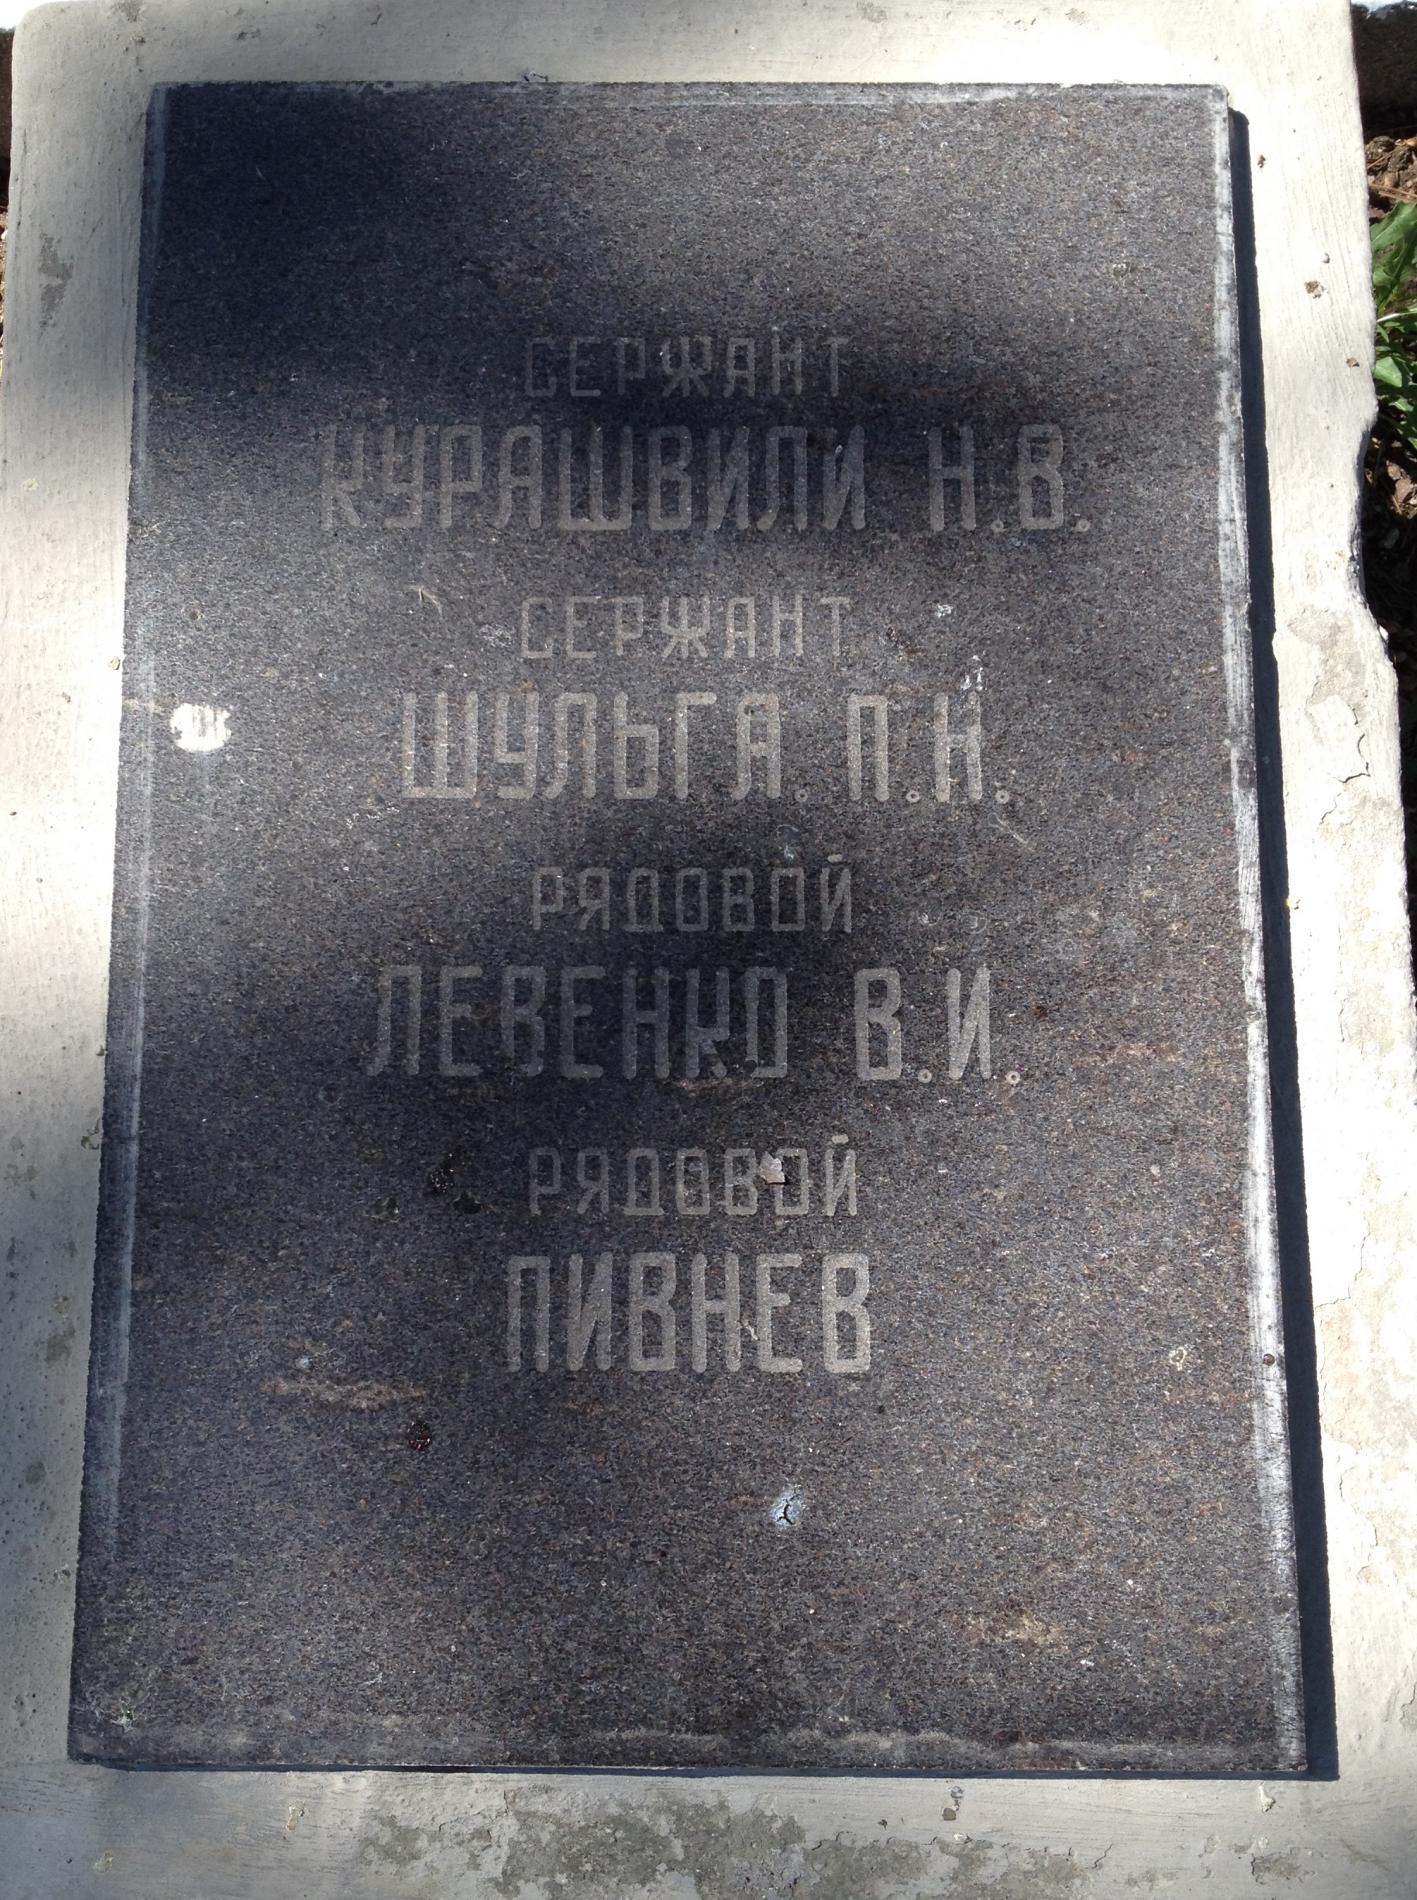 СЕРЖАНТ
КУРАШВИЛИ Н.В.
СЕРЖАНТ
ШУЛЬГА. П.Н.
РЯДОВОЙ
ЛЕВЕНКО В.И.
РЯДОВОЙ
ПИВНЕВ